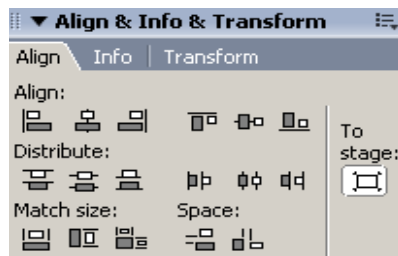 Align & Info & Transform
Align Info Transform
Align:
To
stage:
Distribute:
Match size: Space: